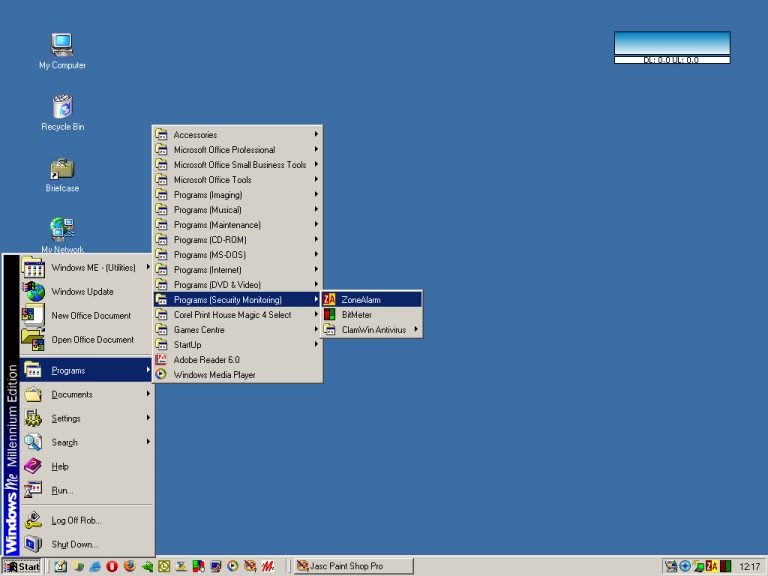 My Computer
DL: 0.0 UL: 0.0
Recycle Bin
Briefcase
My Network
Accessories
Microsoft Office Professional
Microsoft Office Small Business Tools
Microsoft Office Tools
Programs (Imaging)
Programs (Musical)
Programs (Maintenance)
Programs (CD-ROM)
Programs (MS-DOS)
Programs (Internet)
Programs (DVD & Video)
Programs (Security Monitoring)
Corel Print House Magic 4 Select
Games Centre
StartUp
Adobe Reader 6.0
Windows Media Player
ZA ZoneAlarm
BitMeter
ClamWin Antivirus
Windows ME - (Utilities)
Windows Update
New Office Document
Open Office Document
Programs
Documents
Settings
Search
Help
Run...
Log Off Rob...
Shut Down...
Windows Me Millennium Edition
Start
Jasc Paint Shop Pro
ZA
12:17